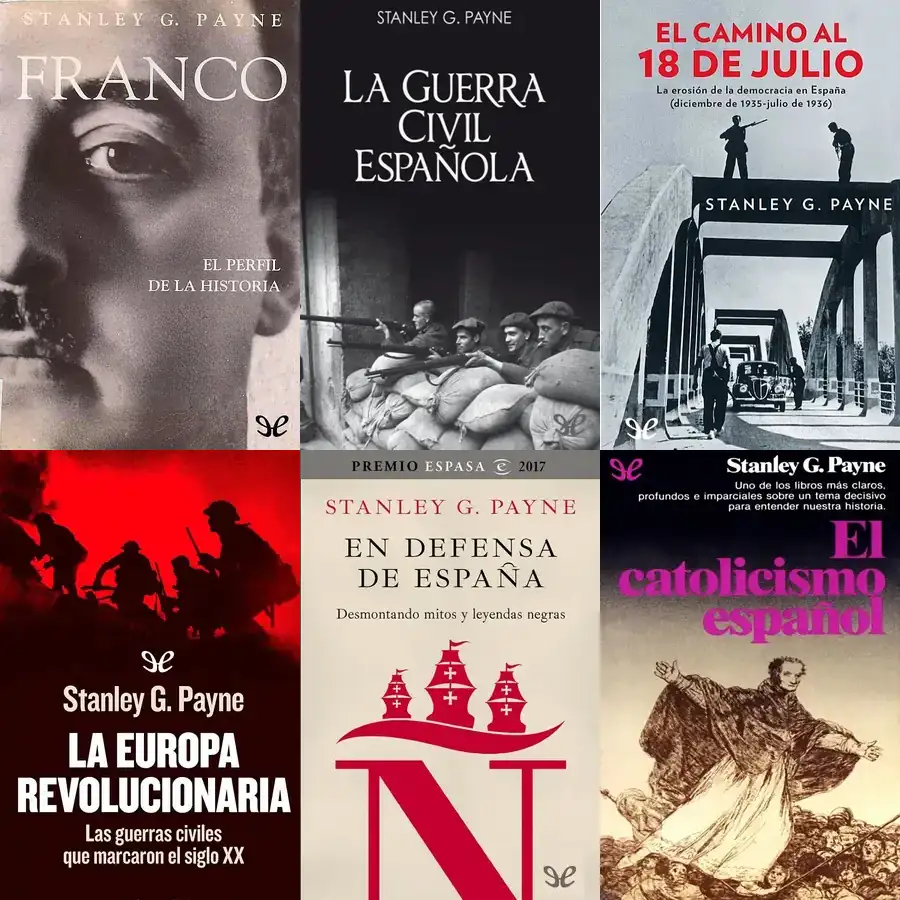 STANLEY G. PAYNE
FRANCO
EL PERFIL
DE LA HISTORIA
STANLEY G. PAYNE
LA GUERRA
CIVIL
ESPAÑOLA
EL CAMINO AL
18 DE JULIO
La erosión de la democracia en España
(diciembre de 1935-julio de 1936)
STANLEY G. PAYNE
Stanley G. Payne
LA EUROPA
REVOLUCIONARIA
Las guerras civiles
que marcaron el siglo XX
PREMIO ESPASA 2017
STANLEY G. PAYNE
EN DEFENSA
DE ESPAÑA
Desmontando mitos y leyendas negras
N
Stanley G. Payne
Uno de los libros más claros,
profundos e imparciales sobre un tema decisivo
para entender nuestra historia.
El
catolicismo
español